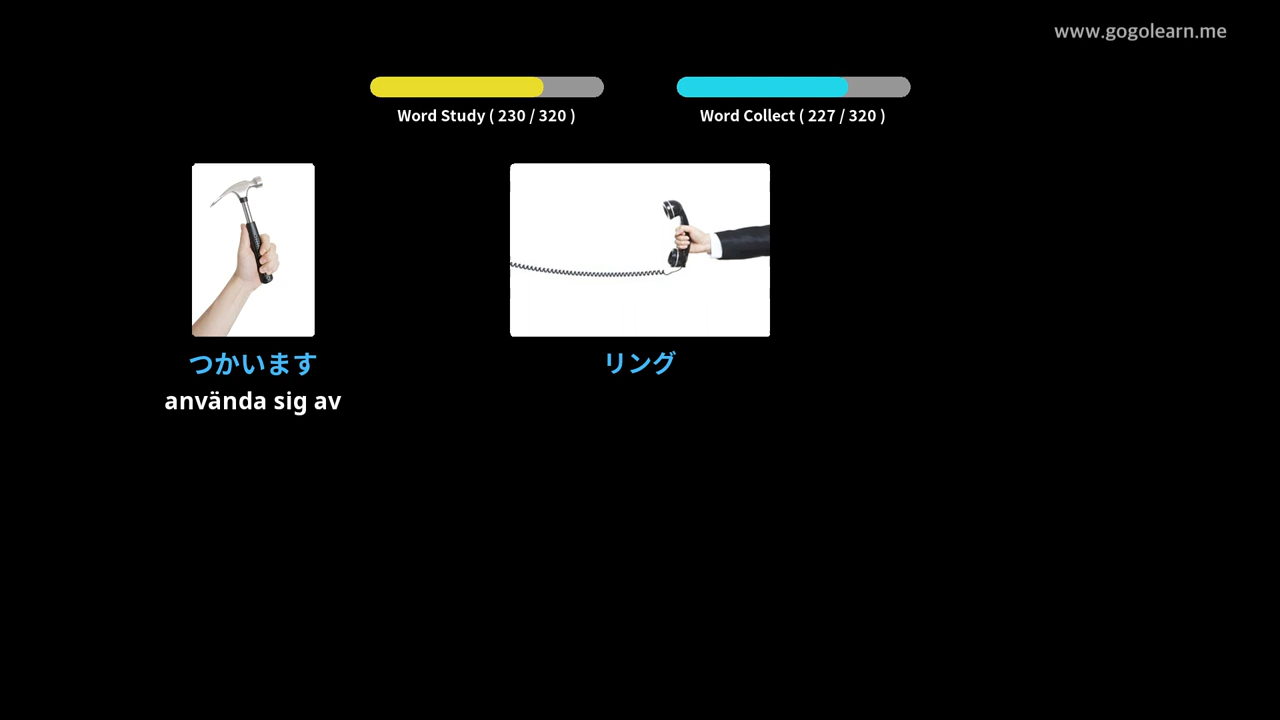 www.gogolearn.me
Word Study ( 230 / 320 )
Word Collect ( 227 / 320 )
つかいます
リング
använda sig av